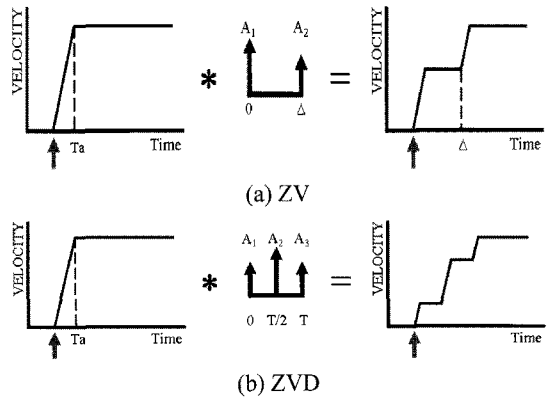 VELOCITY
Ta
Time
*
A1 A2
0 Δ
=
VELOCITY
Δ
Time
(a) ZV
VELOCITY
Ta
Time
*
A1 A2 A3
0 T/2 T
=
VELOCITY
Time
(b) ZVD